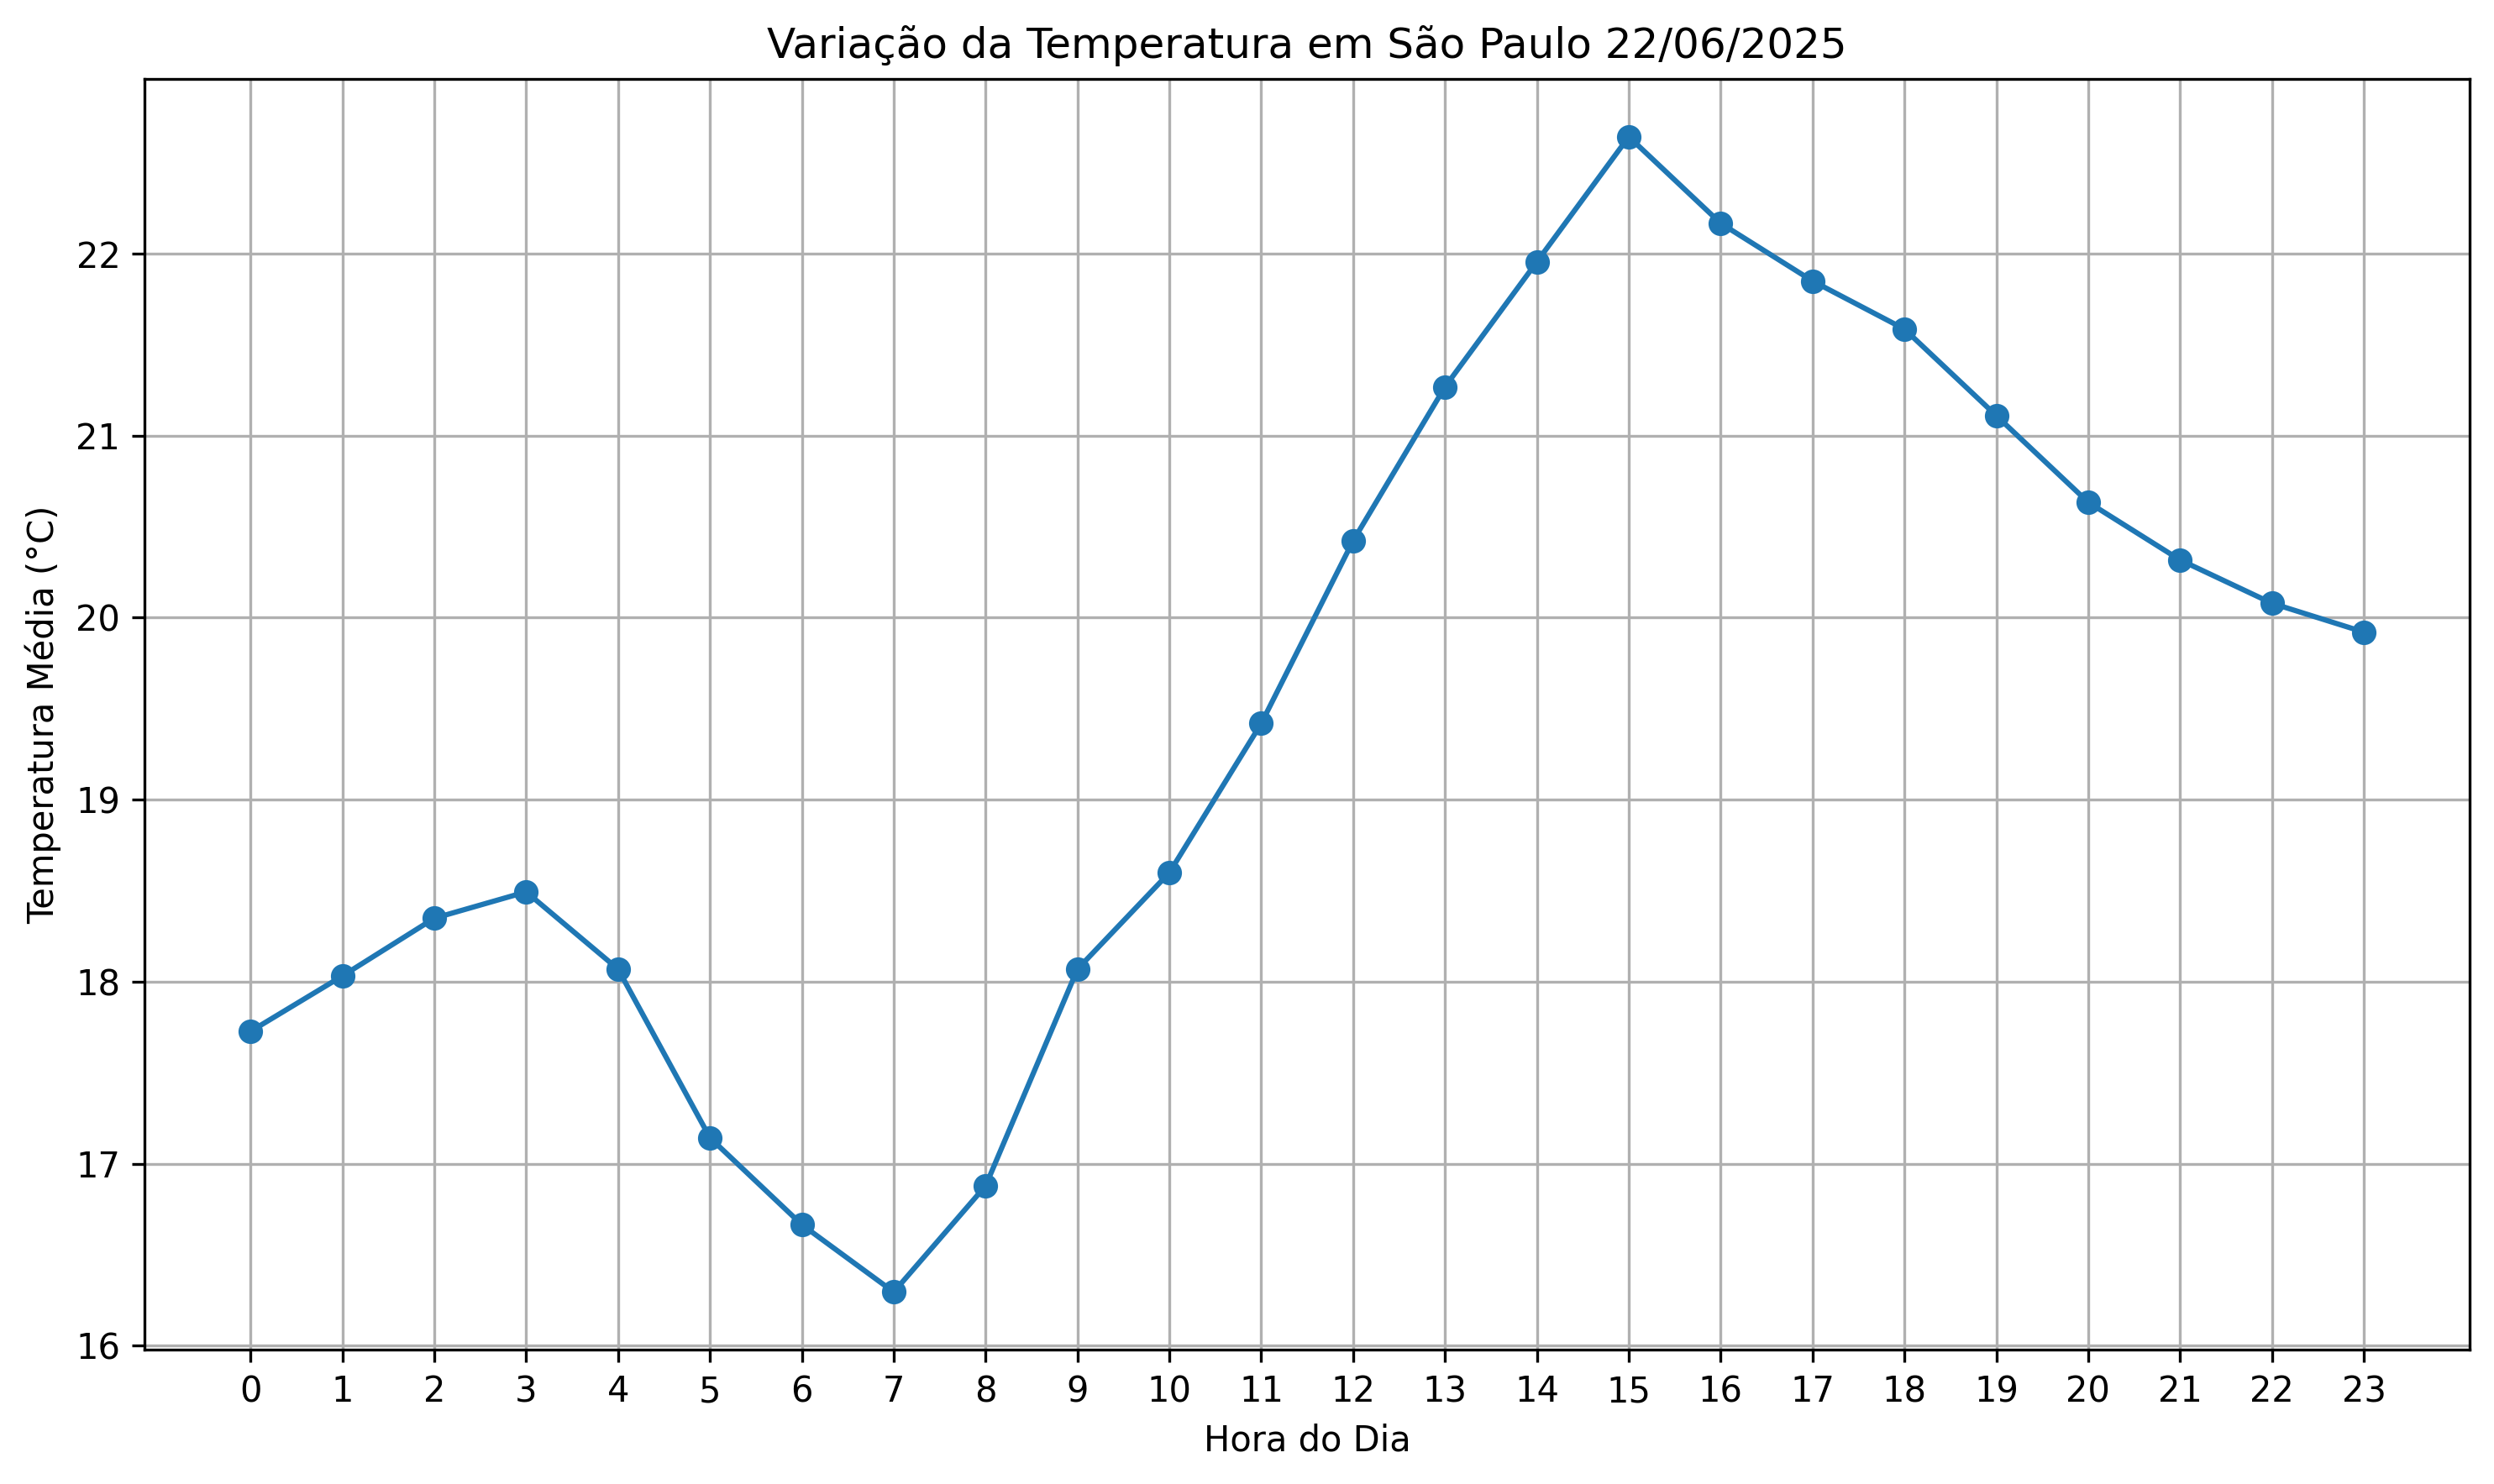 Variação da Temperatura em São Paulo 22/06/2025
Temperatura Média (°C)
22
21
20
19
18
17
16
0 1 2 3 4 5 6 7 8 9 10 11 12 13 14 15 16 17 18 19 20 21 22 23
Hora do Dia